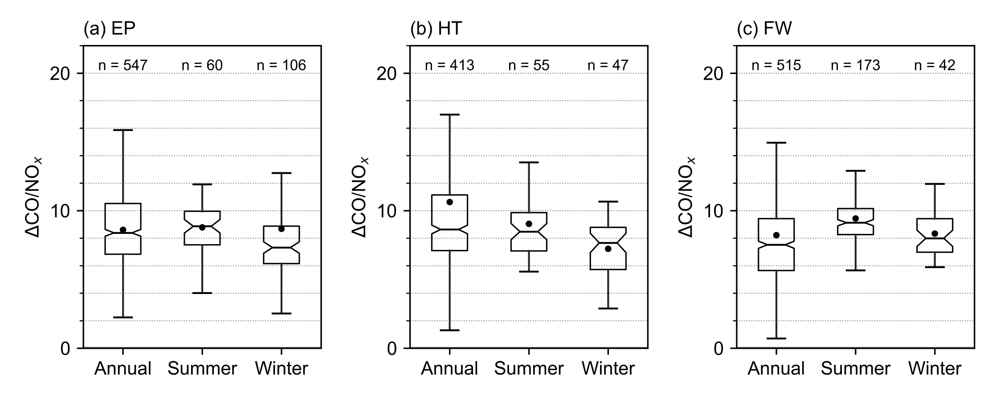 (a) EP
n = 547 n = 60 n = 106
20
10
0
ΔCO/NOx
Annual Summer Winter
(b) HT
n = 413 n = 55 n = 47
20
10
0
ΔCO/NOx
Annual Summer Winter
(c) FW
n = 515 n = 173 n = 42
20
10
0
ΔCO/NOx
Annual Summer Winter